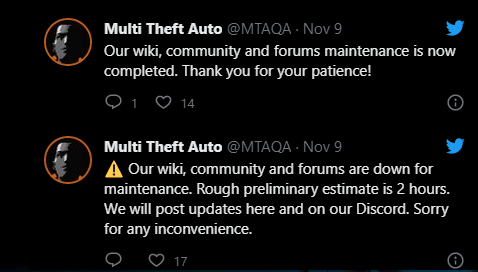 Multi Theft Auto @MTAQA · Nov 9
Our wiki, community and forums maintenance is now
completed. Thank you for your patience!
1 14
Multi Theft Auto @MTAQA · Nov 9
⚠️ Our wiki, community and forums are down for
maintenance. Rough preliminary estimate is 2 hours.
We will post updates here and on our Discord. Sorry
for any inconvenience.
17